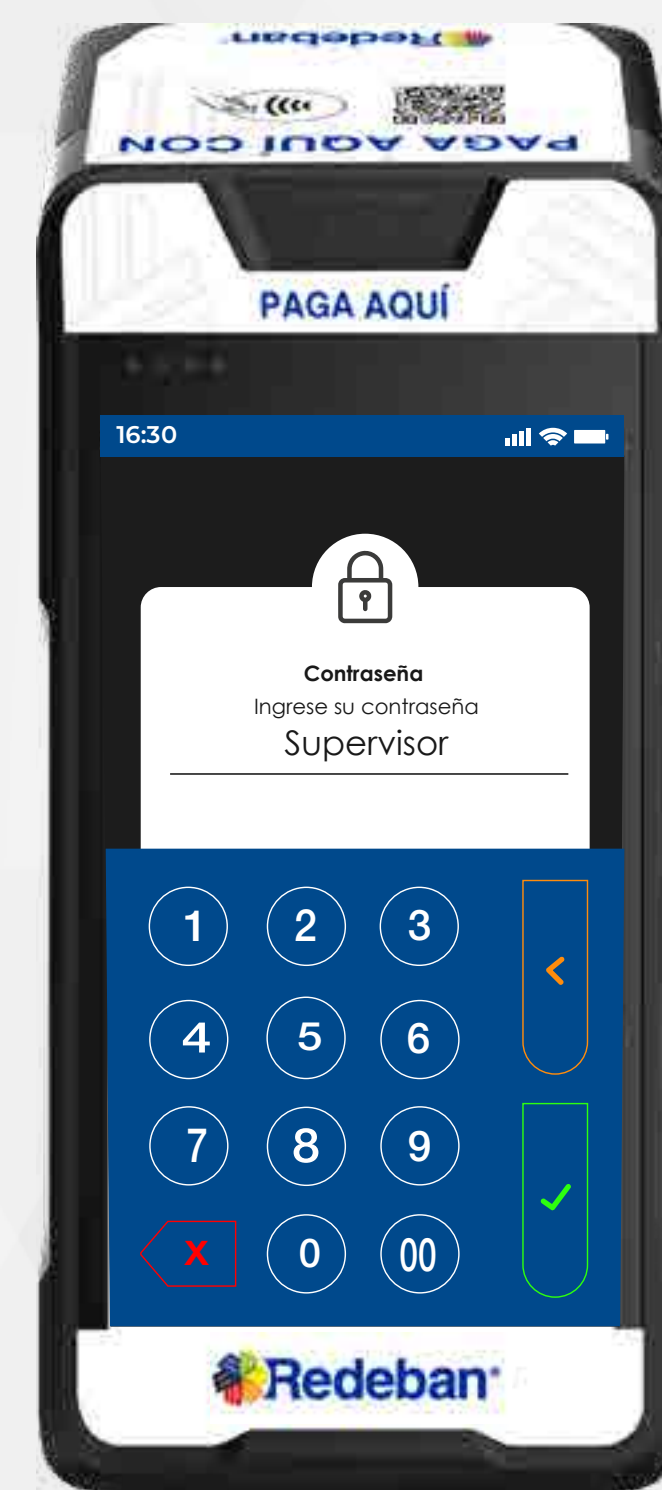 Redeban
PAGA AQUÍ CON
PAGA AQUÍ
16:30
Contraseña
Ingrese su contraseña
Supervisor
1 2 3
<
4 5 6
7 8 9
X 0 00
Redeban